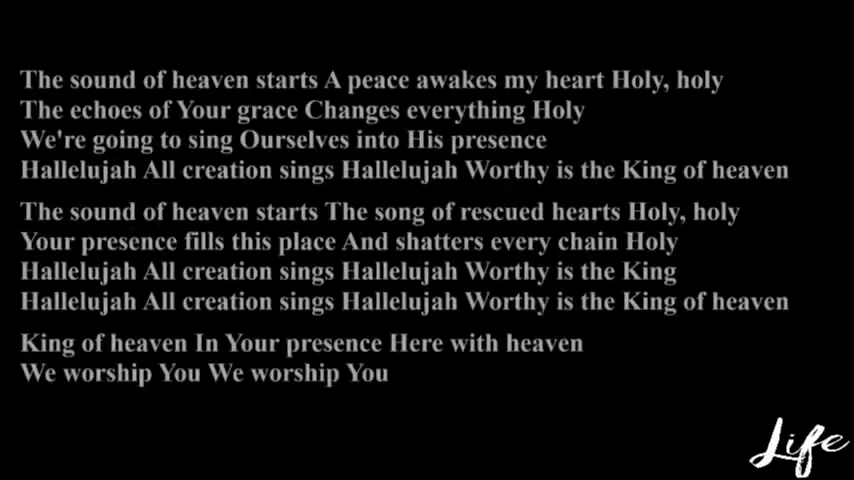 The sound of heaven starts A peace awakes my heart Holy, holy
The echoes of Your grace Changes everything Holy
We're going to sing Ourselves into His presence
Hallelujah All creation sings Hallelujah Worthy is the King of heaven
The sound of heaven starts The song of rescued hearts Holy, holy
Your presence fills this place And shatters every chain Holy
Hallelujah All creation sings Hallelujah Worthy is the King
Hallelujah All creation sings Hallelujah Worthy is the King of heaven
King of heaven In Your presence Here with heaven
We worship You We worship You
Life